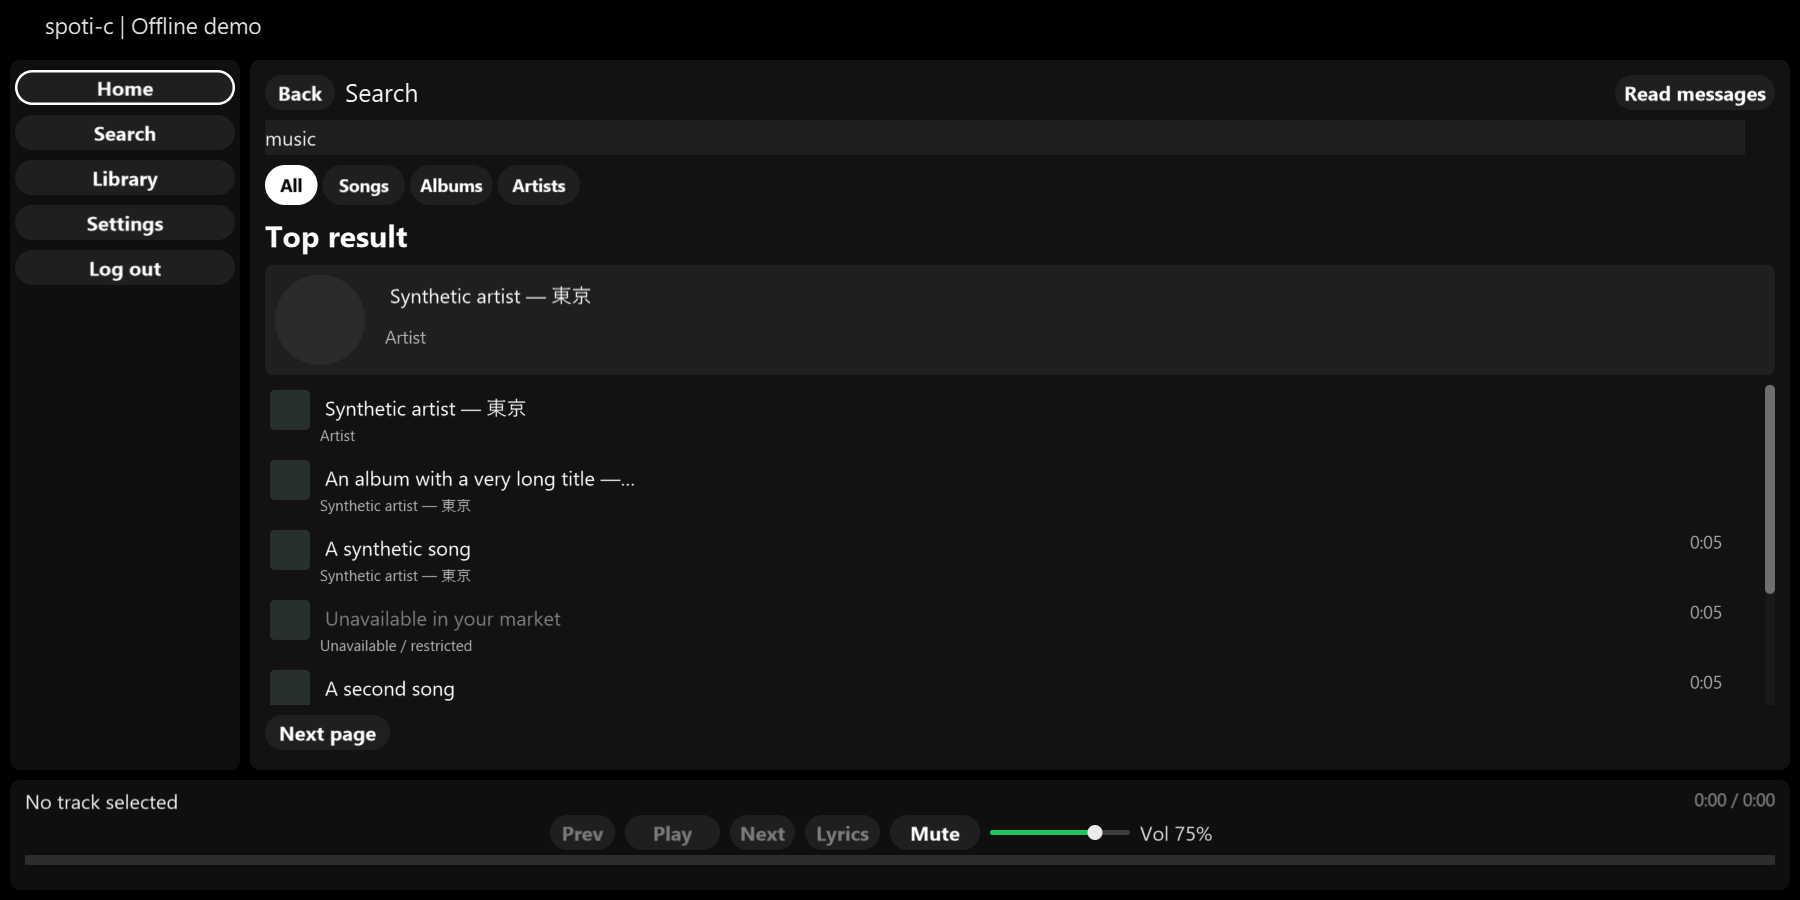 spoti-c | Offline demo
Home
Search
Library
Settings
Log out
Back
Search
Read messages
music
All
Songs
Albums
Artists
Top result
Synthetic artist — 東京
Artist
Synthetic artist — 東京
Artist
An album with a very long title —...
Synthetic artist — 東京
A synthetic song
0:05
Synthetic artist — 東京
Unavailable in your market
0:05
Unavailable / restricted
A second song
0:05
Next page
No track selected
0:00 / 0:00
Prev
Play
Next
Lyrics
Mute
Vol 75%